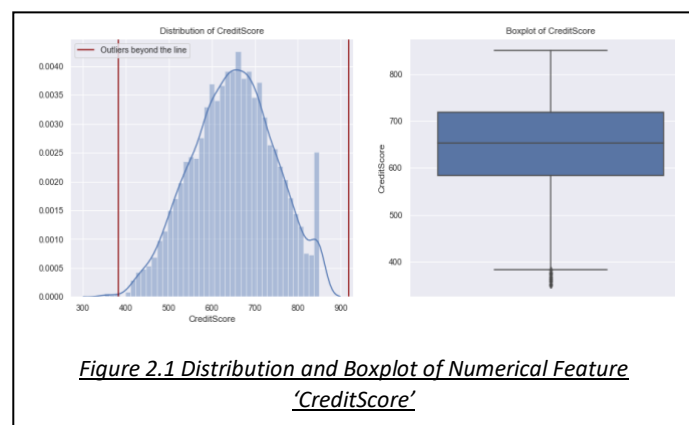 Distribution of CreditScore
Outliers beyond the line
0.0040
0.0035
0.0030
0.0025
0.0020
0.0015
0.0010
0.0005
0.0000
300 400 500 600 700 800 900
CreditScore
Boxplot of CreditScore
800
700
600
500
400
CreditScore
Figure 2.1 Distribution and Boxplot of Numerical Feature
‘CreditScore’